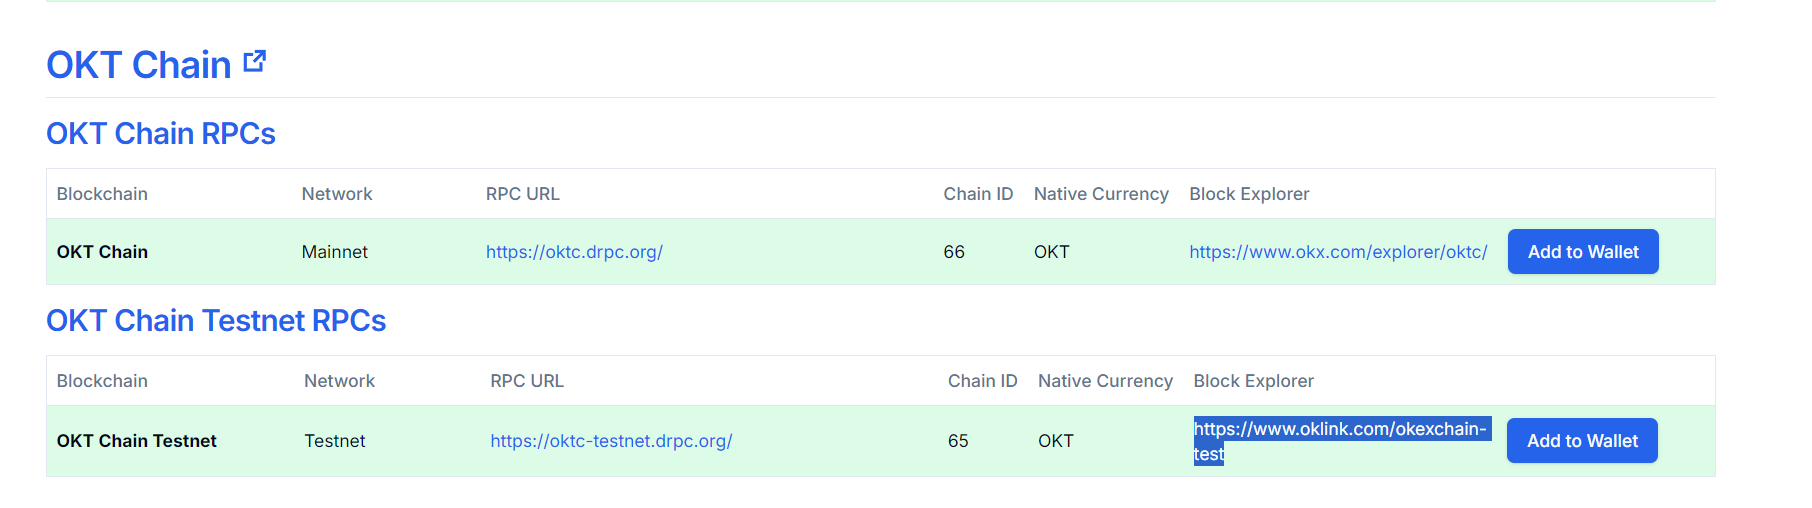 OKT Chain
OKT Chain RPCs
Blockchain Network RPC URL Chain ID Native Currency Block Explorer
OKT Chain Mainnet https://oktc.drpc.org/ 66 OKT https://www.okx.com/explorer/oktc/ Add to Wallet
OKT Chain Testnet RPCs
Blockchain Network RPC URL Chain ID Native Currency Block Explorer
OKT Chain Testnet Testnet https://oktc-testnet.drpc.org/ 65 OKT https://www.oklink.com/okexchain-
test
Add to Wallet